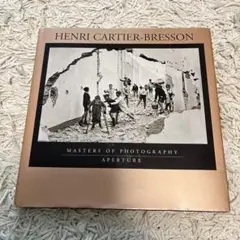 HENRI CARTIER-BRESSON
MASTERS OF PHOTOGRAPHY
APERTURE